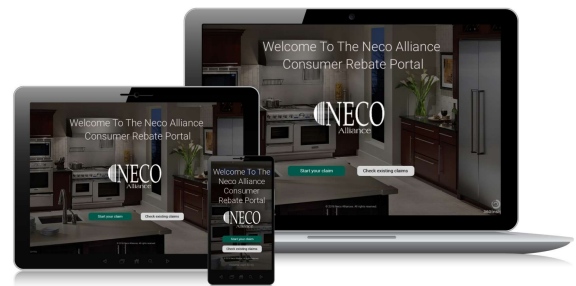 Welcome To The Neco Alliance
Consumer Rebate Portal
NECO
Alliance
Start your claim
Check existing claims
Welcome To The Neco Alliance
Consumer Rebate Portal
NECO
Alliance
Start your claim
Check existing claims
Welcome To The
Neco Alliance
Consumer
Rebate Portal
NECO
Alliance
Start your claim
Check existing claims